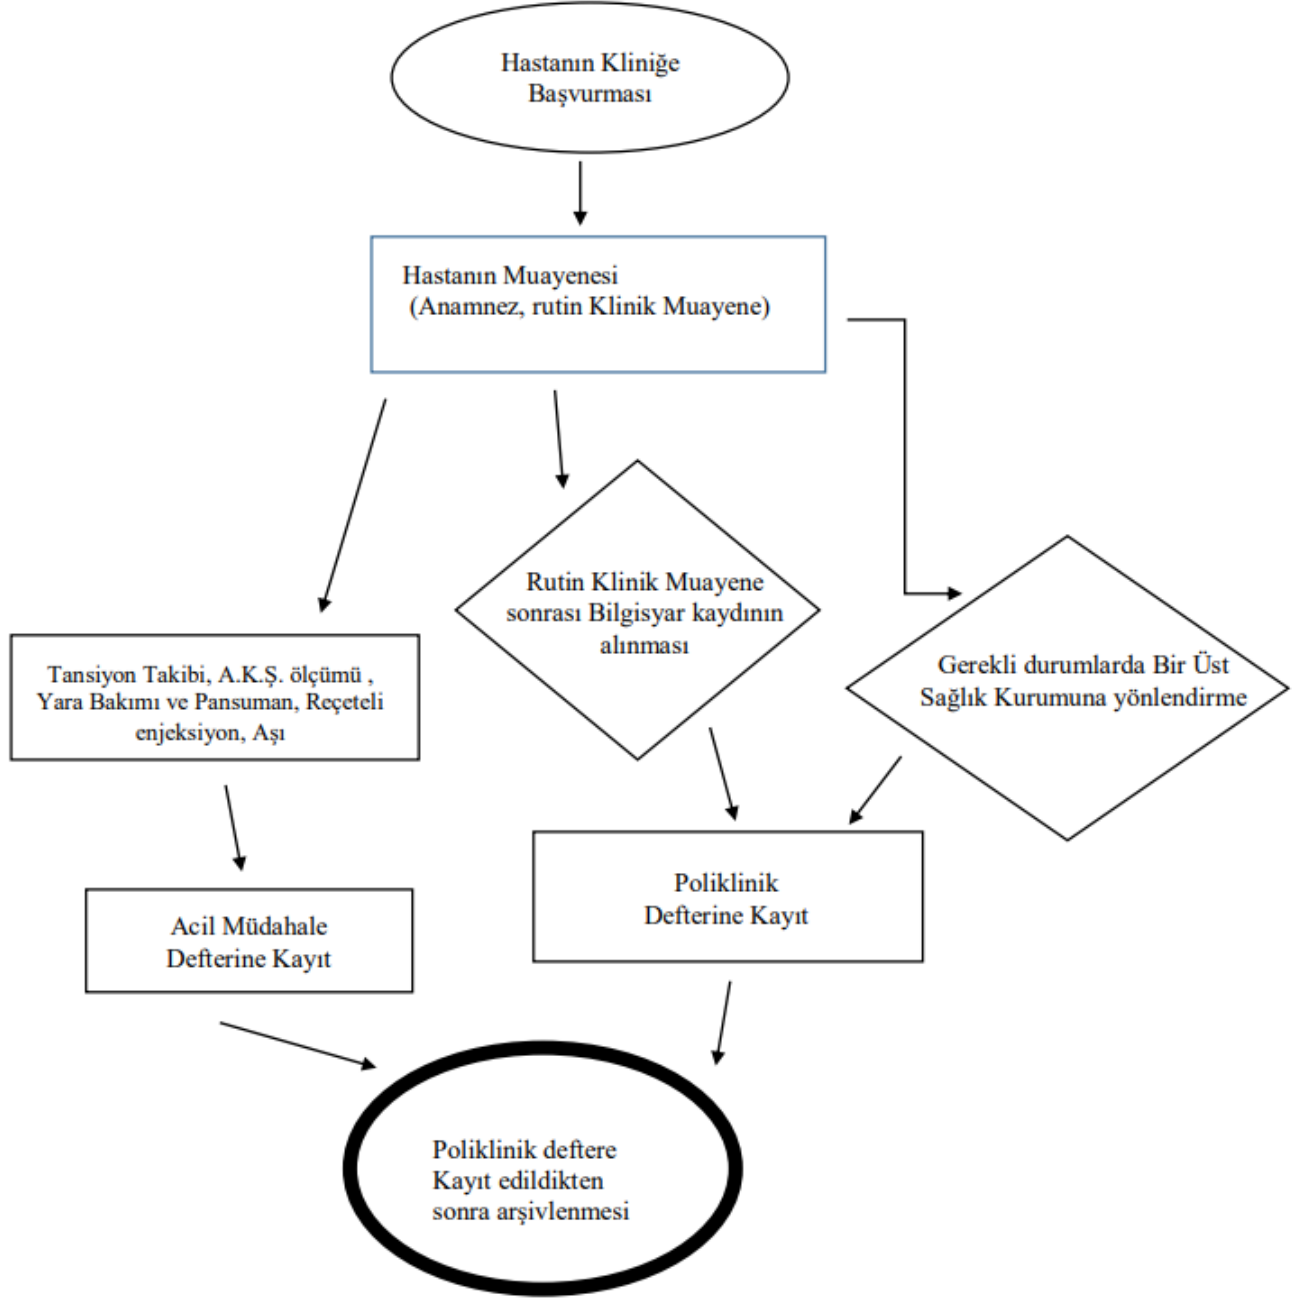 Hastanın Kliniğe
Başvurması
Hastanın Muayenesi
(Anamnez, rutin Klinik Muayene)
Rutin Klinik Muayene
sonrası Bilgisyar kaydının
alınması
Gerekli durumlarda Bir Üst
Sağlık Kurumuna yönlendirme
Tansiyon Takibi, A.K.Ş. ölçümü ,
Yara Bakımı ve Pansuman, Reçeteli
enjeksiyon, Aşı
Poliklinik
Defterine Kayıt
Acil Müdahale
Defterine Kayıt
Poliklinik deftere
Kayıt edildikten
sonra arşivlenmesi